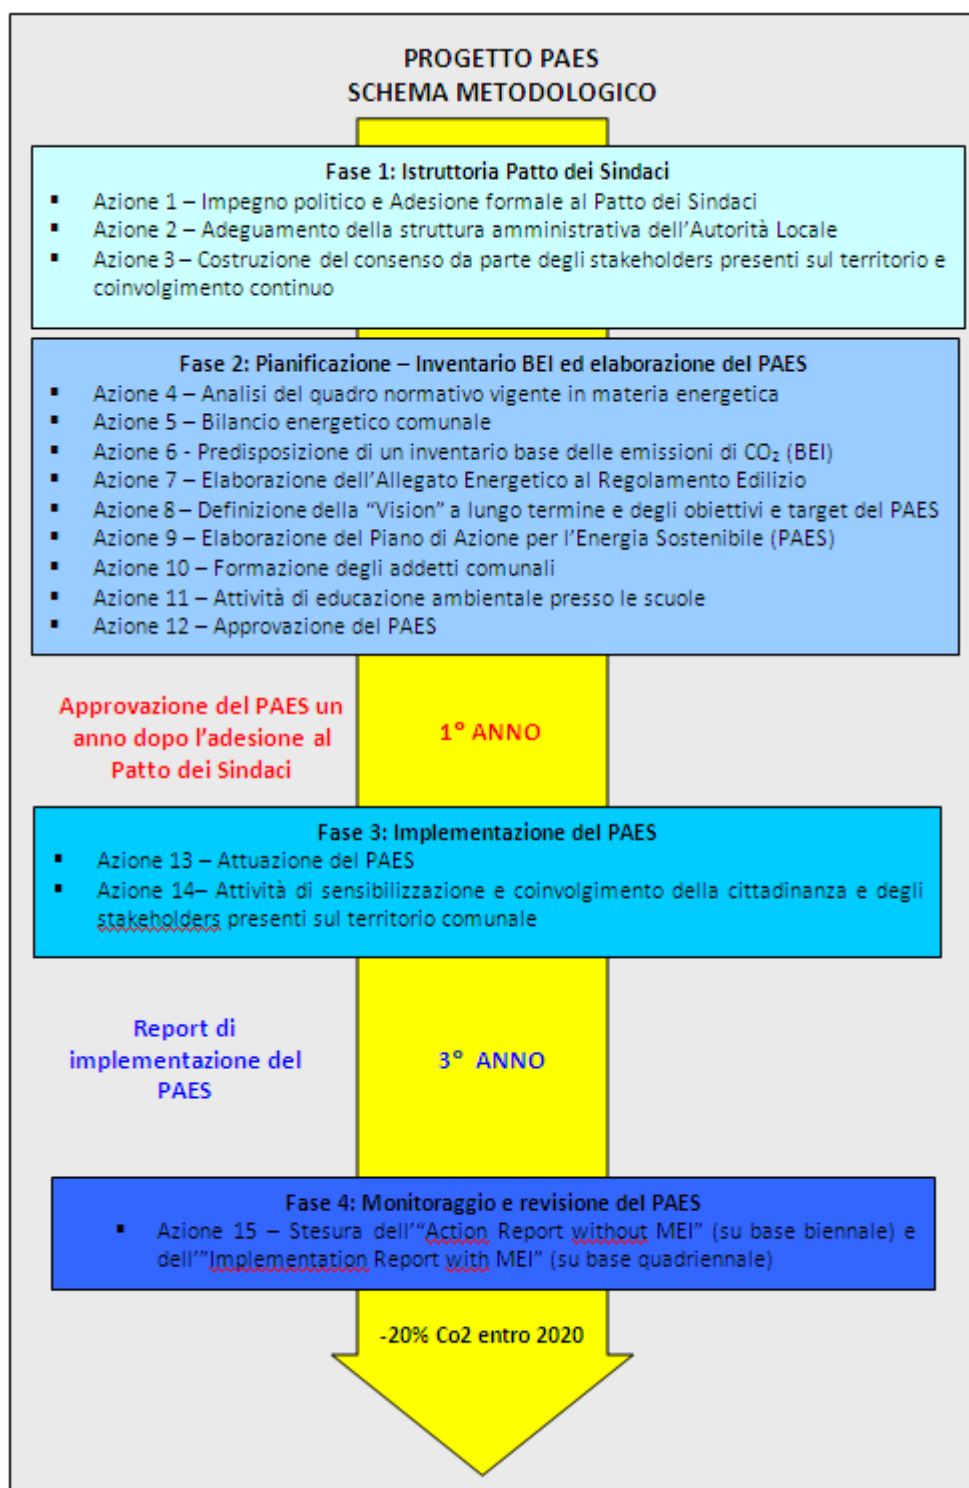 PROGETTO PAES
SCHEMA METODOLOGICO
Fase 1: Istruttoria Patto dei Sindaci
▪ Azione 1 – Impegno politico e Adesione formale al Patto dei Sindaci
▪ Azione 2 – Adeguamento della struttura amministrativa dell'Autorità Locale
▪ Azione 3 – Costruzione del consenso da parte degli stakeholders presenti sul territorio e
coinvolgimento continuo
Fase 2: Pianificazione – Inventario BEI ed elaborazione del PAES
▪ Azione 4 – Analisi del quadro normativo vigente in materia energetica
▪ Azione 5 – Bilancio energetico comunale
▪ Azione 6 - Predisposizione di un inventario base delle emissioni di CO₂ (BEI)
▪ Azione 7 – Elaborazione dell'Allegato Energetico al Regolamento Edilizio
▪ Azione 8 – Definizione della "Vision" a lungo termine e degli obiettivi e target del PAES
▪ Azione 9 – Elaborazione del Piano di Azione per l'Energia Sostenibile (PAES)
▪ Azione 10 – Formazione degli addetti comunali
▪ Azione 11 – Attività di educazione ambientale presso le scuole
▪ Azione 12 – Approvazione del PAES
Approvazione del PAES un
anno dopo l'adesione al
Patto dei Sindaci
1° ANNO
Fase 3: Implementazione del PAES
▪ Azione 13 – Attuazione del PAES
▪ Azione 14– Attività di sensibilizzazione e coinvolgimento della cittadinanza e degli
stakeholders presenti sul territorio comunale
Report di
implementazione del
PAES
3° ANNO
Fase 4: Monitoraggio e revisione del PAES
▪ Azione 15 – Stesura dell'"Action Report without MEI" (su base biennale) e
dell'"Implementation Report with MEI" (su base quadriennale)
-20% Co2 entro 2020